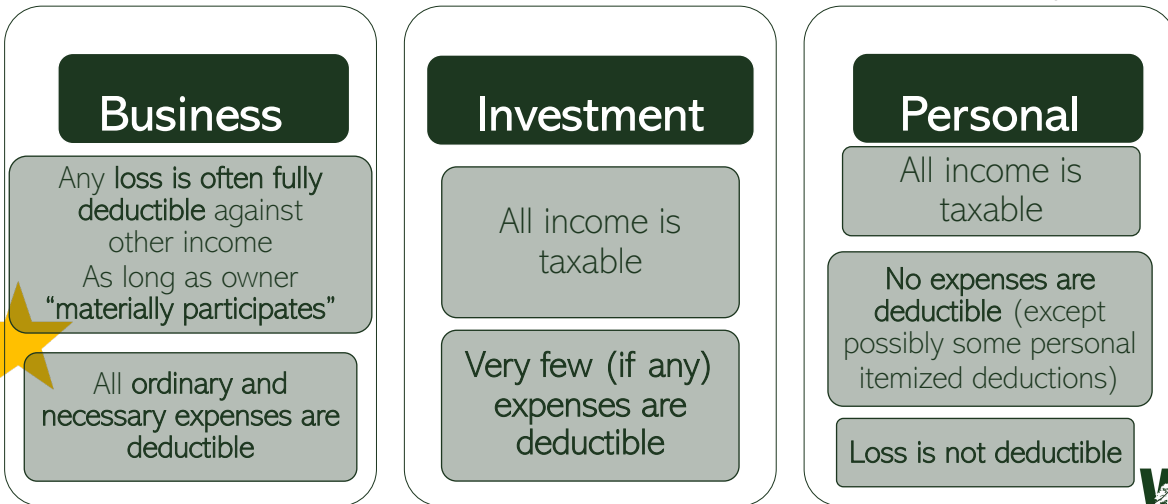 Business
Any loss is often fully
deductible against
other income
As long as owner
“materially participates”
All ordinary and
necessary expenses are
deductible
Investment
All income is
taxable
Very few (if any)
expenses are
deductible
Personal
All income is
taxable
No expenses are
deductible (except
possibly some personal
itemized deductions)
Loss is not deductible